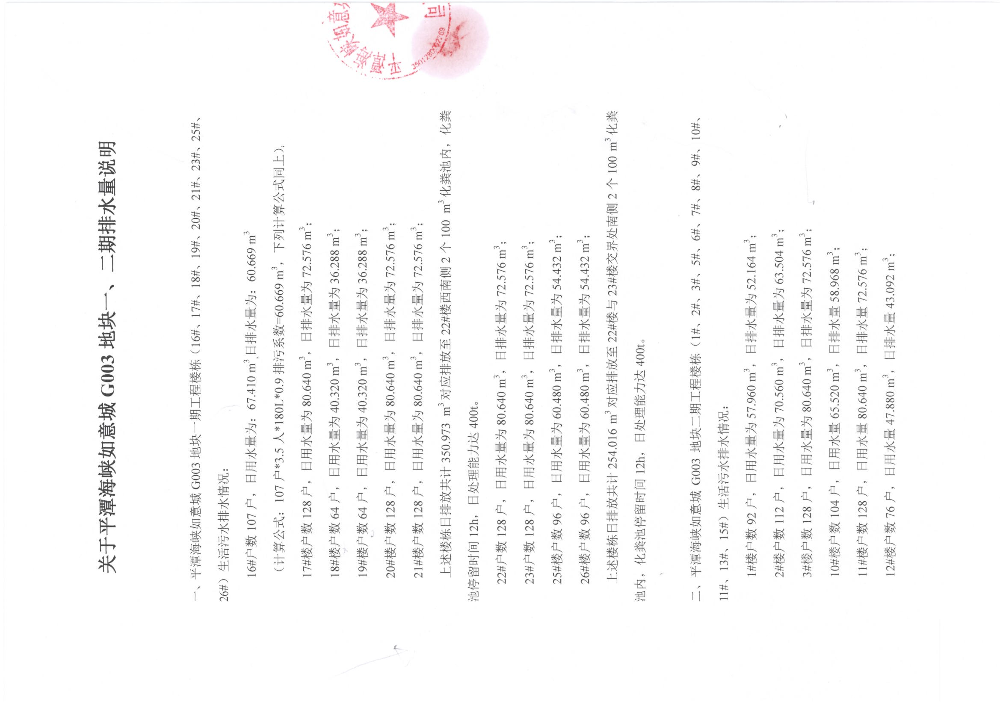 关于平潭海峡如意城 G003 地块一、二期排水量说明
一、平潭海峡如意城 G003 地块一期工程楼栋（16#、17#、18#、19#、20#、21#、23#、25#、
26#）生活污水排水情况：
16#户数 107 户，日用水量为：67.410 m³,日排水量为：60.669 m³
（计算公式：107 户*3.5 人*180L*0.9 排污系数=60.669 m³，下列计算公式同上）；
17#楼户数 128 户，日用水量为 80.640 m³，日排水量为 72.576 m³；
18#楼户数 64 户，日用水量为 40.320 m³，日排水量为 36.288 m³；
19#楼户数 64 户，日用水量为 40.320 m³，日排水量为 36.288 m³；
20#楼户数 128 户，日用水量为 80.640 m³，日排水量为 72.576 m³；
21#楼户数 128 户，日用水量为 80.640 m³，日排水量为 72.576 m³；
上述楼栋日排放共计 350.973 m³ 对应排放至 22#楼西南侧 2 个 100 m³ 化粪池内，化粪
池停留时间 12h，日处理能力达 400t。
22#户数 128 户，日用水量为 80.640 m³，日排水量为 72.576 m³；
23#户数 128 户，日用水量为 80.640 m³，日排水量为 72.576 m³；
25#楼户数 96 户，日用水量为 60.480 m³，日排水量为 54.432 m³；
26#楼户数 96 户，日用水量为 60.480 m³，日排水量为 54.432 m³；
上述楼栋日排放共计 254.016 m³ 对应排放至 22#楼与 23#楼交界处南侧 2 个 100 m³ 化粪
池内，化粪池停留时间 12h，日处理能力达 400t。
二、平潭海峡如意城 G003 地块二期工程楼栋（1#、2#、3#、5#、6#、7#、8#、9#、10#、
11#、13#、15#）生活污水排水情况：
1#楼户数 92 户，日用水量为 57.960 m³，日排水量为 52.164 m³；
2#楼户数 112 户，日用水量为 70.560 m³，日排水量为 63.504 m³；
3#楼户数 128 户，日用水量为 80.640 m³，日排水量为 72.576 m³；
10#楼户数 104 户，日用水量 65.520 m³，日排水量 58.968 m³；
11#楼户数 128 户，日用水量 80.640 m³，日排水量 72.576 m³；
12#楼户数 76 户，日用水量 47.880 m³，日排水量 43.092 m³；
平潭海峡如意
司